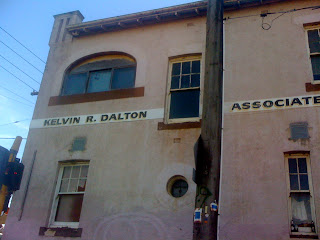 KELVIN R. DALTON ASSOCIATE